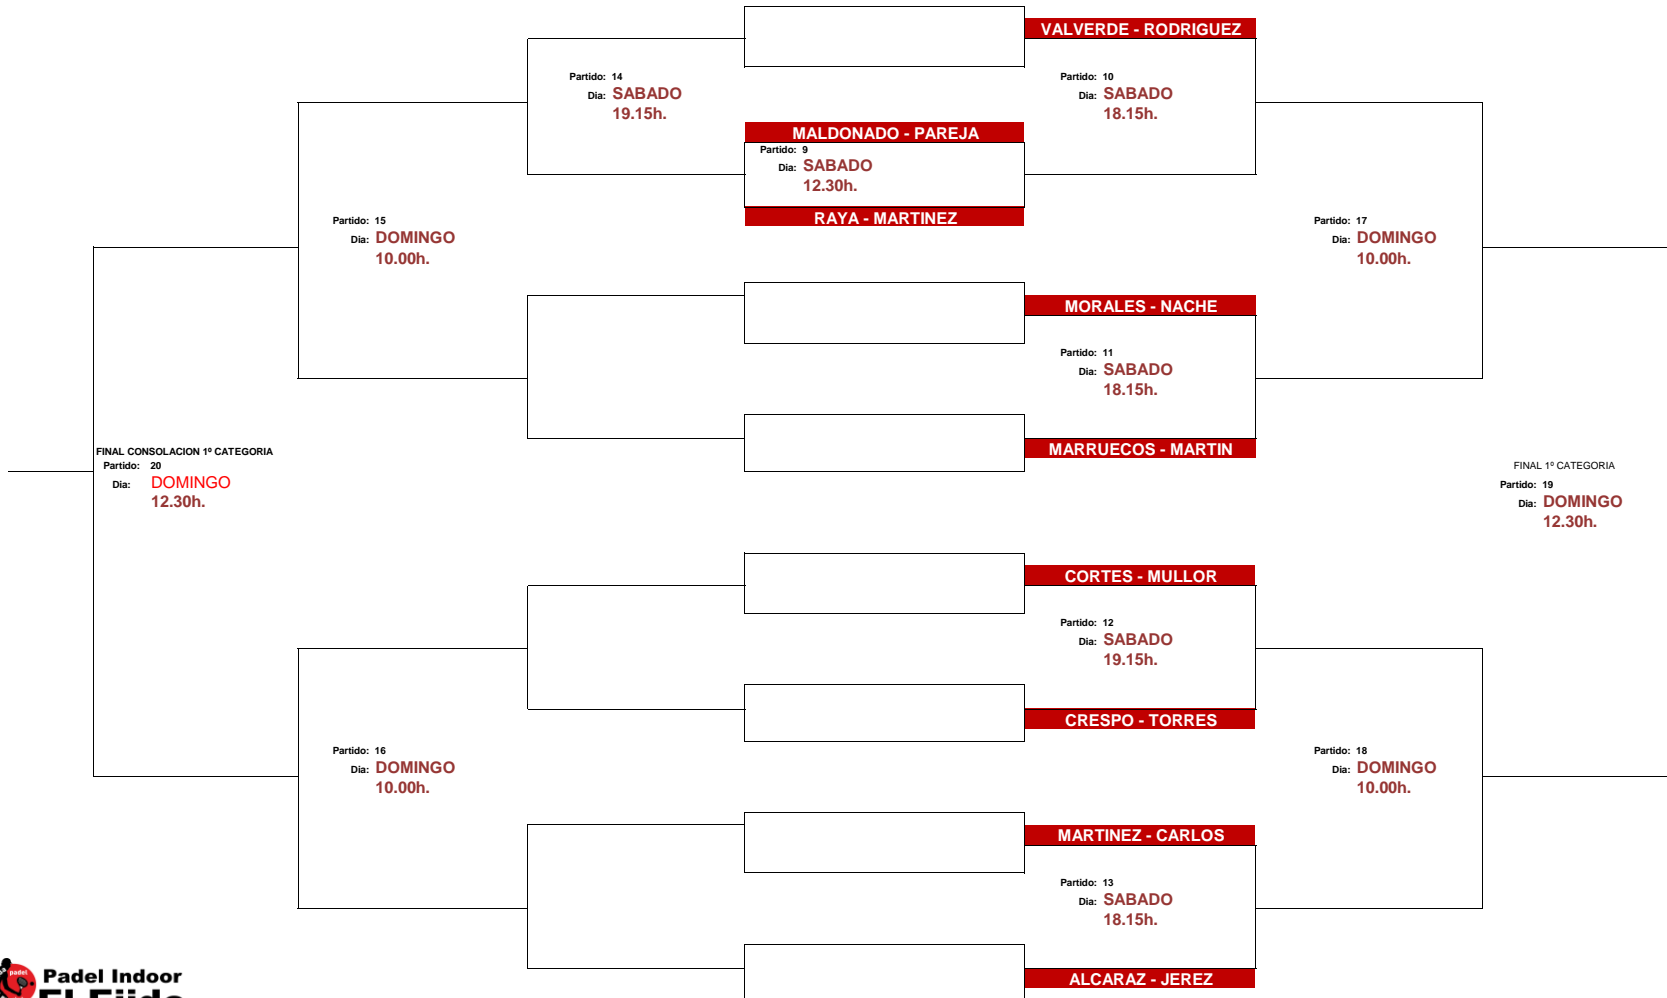 VALVERDE - RODRIGUEZ
Partido: 14
Dia: SABADO
19.15h.
Partido: 10
Dia: SABADO
18.15h.
MALDONADO - PAREJA
Partido: 9
Dia: SABADO
12.30h.
RAYA - MARTINEZ
Partido: 15
Dia: DOMINGO
10.00h.
Partido: 17
Dia: DOMINGO
10.00h.
MORALES - NACHE
Partido: 11
Dia: SABADO
18.15h.
MARRUECOS - MARTIN
FINAL CONSOLACION 1º CATEGORIA
Partido: 20
Dia: DOMINGO
12.30h.
FINAL 1º CATEGORIA
Partido: 19
Dia: DOMINGO
12.30h.
CORTES - MULLOR
Partido: 12
Dia: SABADO
19.15h.
CRESPO - TORRES
Partido: 16
Dia: DOMINGO
10.00h.
Partido: 18
Dia: DOMINGO
10.00h.
MARTINEZ - CARLOS
Partido: 13
Dia: SABADO
18.15h.
ALCARAZ - JEREZ
padel
Padel Indoor
El Ejido